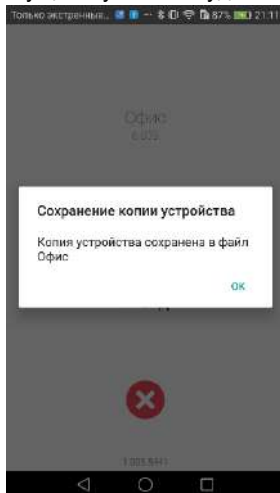 Только экстренные... 87% 21:11
Офис
Сохранение копии устройства
Копия устройства сохранена в файл
Офис
ОК